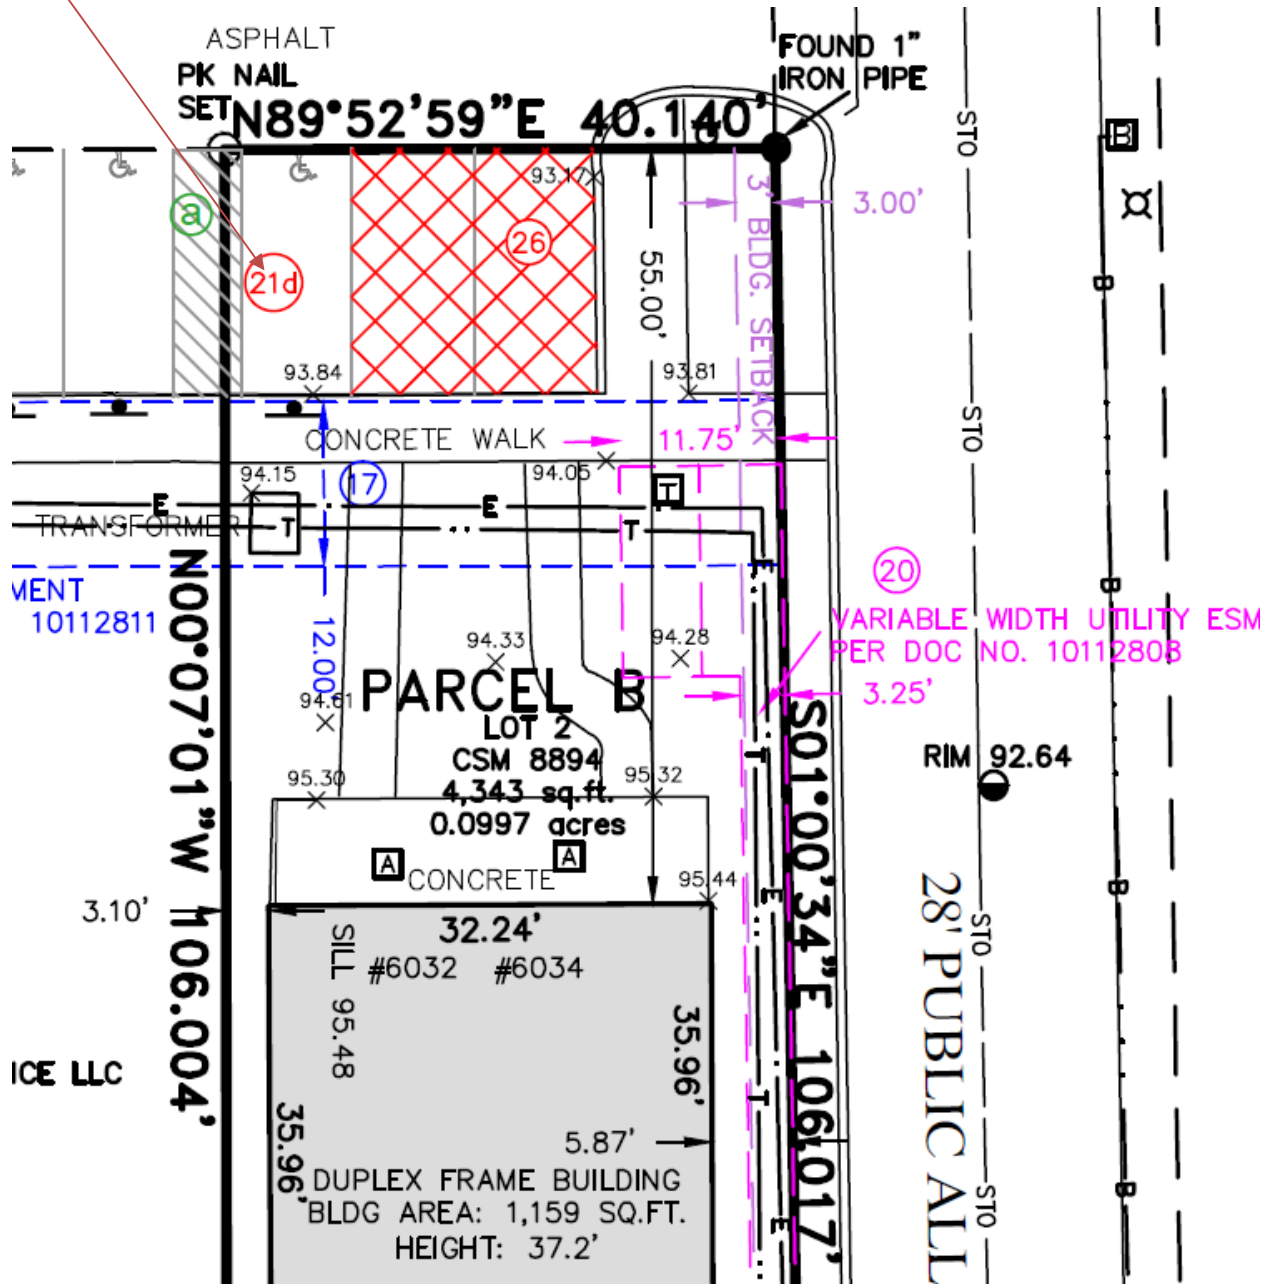 ASPHALT
PK NAIL
SET
N89°52'59"E 40.140'
FOUND 1"
IRON PIPE
STO
B
a
21d
26
93.17
3' BLDG. SETBACK
3.00'
55.00'
B
93.84
93.81
STO
CONCRETE WALK
11.75'
94.15
17
94.05
T
E
E
TRANSFORMER
T
T
E
20
B
MENT
10112811
VARIABLE WIDTH UTILITY ESM
PER DOC NO. 10112808
12.00'
94.33
94.28
3.25'
94.61
PARCEL B
LOT 2
CSM 8894
4,343 sq.ft.
0.0997 acres
N00°07'01"W 106.004'
S01°00'34"E 106.017'
T
RIM 92.64
95.30
95.32
A
A
CONCRETE
95.44
E
B
3.10'
32.24'
#6032 #6034
SILL 95.48
STO
28' PUBLIC ALL
35.96'
35.96'
ICE LLC
T
5.87'
DUPLEX FRAME BUILDING
BLDG AREA: 1,159 SQ.FT.
HEIGHT: 37.2'
STO
B
E
T